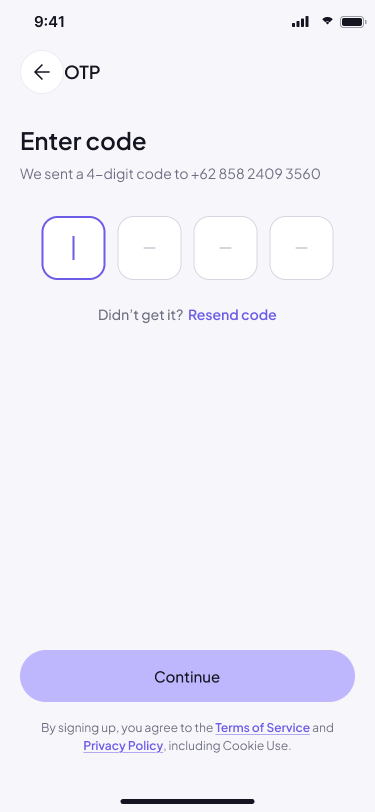 9:41
OTP
Enter code
We sent a 4–digit code to +62 858 2409 3560
Didn't get it? Resend code
Continue
By signing up, you agree to the Terms of Service and
Privacy Policy, including Cookie Use.